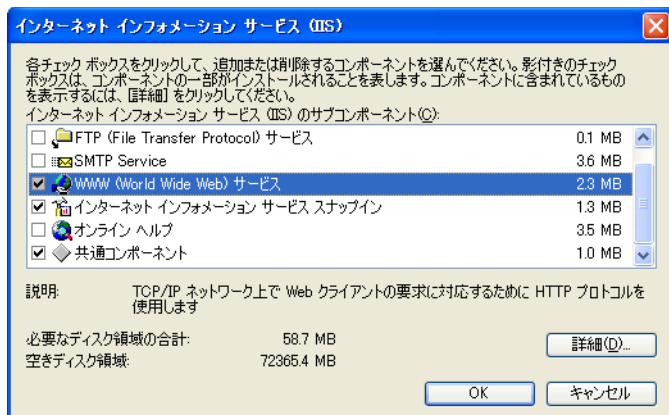 インターネット インフォメーション サービス (IIS)
各チェック ボックスをクリックして、追加または削除するコンポーネントを選んでください。影付きのチェック
ボックスは、コンポーネントの一部がインストールされることを表します。コンポーネントに含まれているもの
を表示するには、[詳細] をクリックしてください。
インターネット インフォメーション サービス (IIS) のサブコンポーネント(C):
FTP (File Transfer Protocol) サービス 0.1 MB
SMTP Service 3.6 MB
WWW (World Wide Web) サービス 2.3 MB
インターネット インフォメーション サービス スナップイン 1.3 MB
オンライン ヘルプ 3.5 MB
共通コンポーネント 1.0 MB
説明: TCP/IP ネットワーク上で Web クライアントの要求に対応するために HTTP プロトコルを
使用します
必要なディスク領域の合計: 58.7 MB
空きディスク領域: 72365.4 MB
詳細(D)...
OK キャンセル